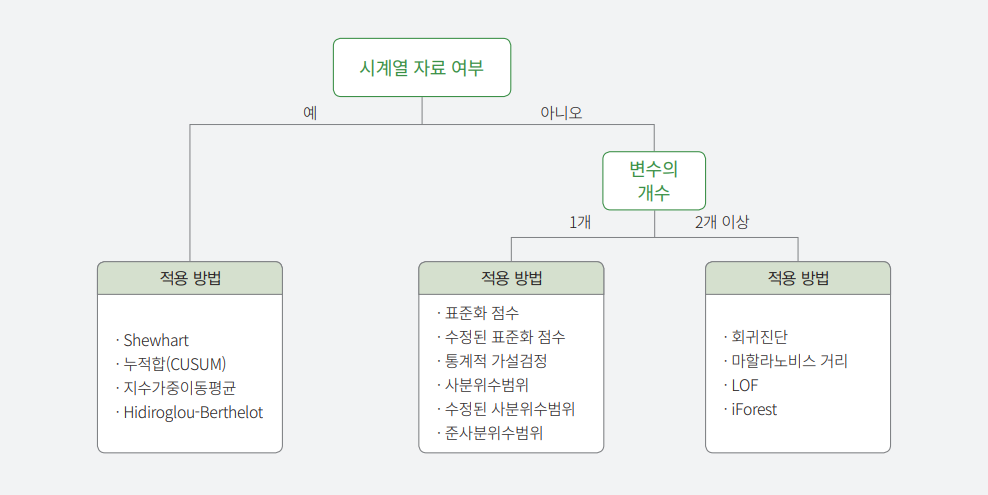 시계열 자료 여부
예
아니오
변수의
개수
1개
2개 이상
적용 방법
· Shewhart
· 누적합(CUSUM)
· 지수가중이동평균
· Hidiroglou-Berthelot
적용 방법
· 표준화 점수
· 수정된 표준화 점수
· 통계적 가설검정
· 사분위수범위
· 수정된 사분위수범위
· 준사분위수범위
적용 방법
· 회귀진단
· 마할라노비스 거리
· LOF
· iForest